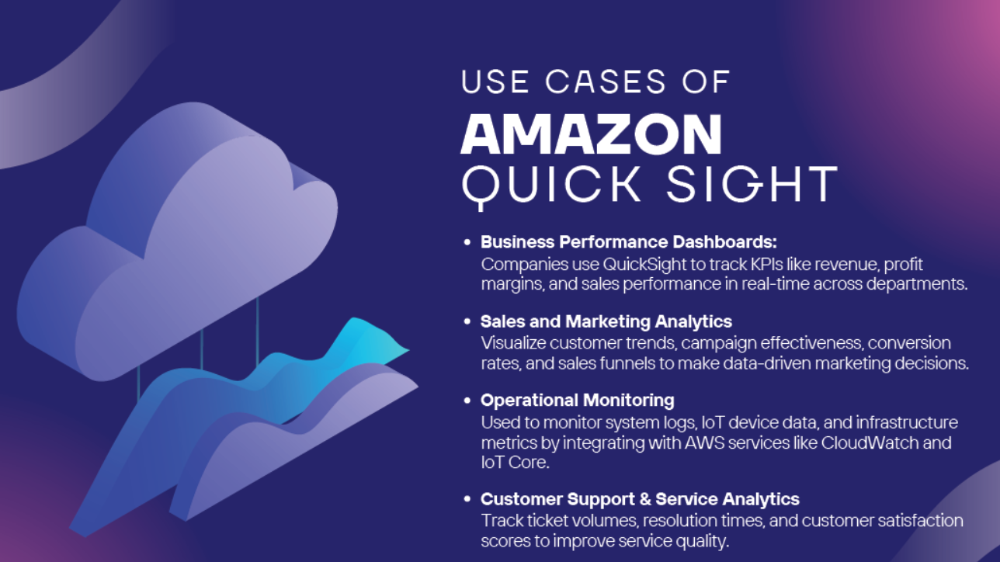 USE CASES OF
AMAZON
QUICK SIGHT
• Business Performance Dashboards:
Companies use QuickSight to track KPIs like revenue, profit
margins, and sales performance in real-time across departments.
• Sales and Marketing Analytics
Visualize customer trends, campaign effectiveness, conversion
rates, and sales funnels to make data-driven marketing decisions.
• Operational Monitoring
Used to monitor system logs, IoT device data, and infrastructure
metrics by integrating with AWS services like CloudWatch and
IoT Core.
• Customer Support & Service Analytics
Track ticket volumes, resolution times, and customer satisfaction
scores to improve service quality.